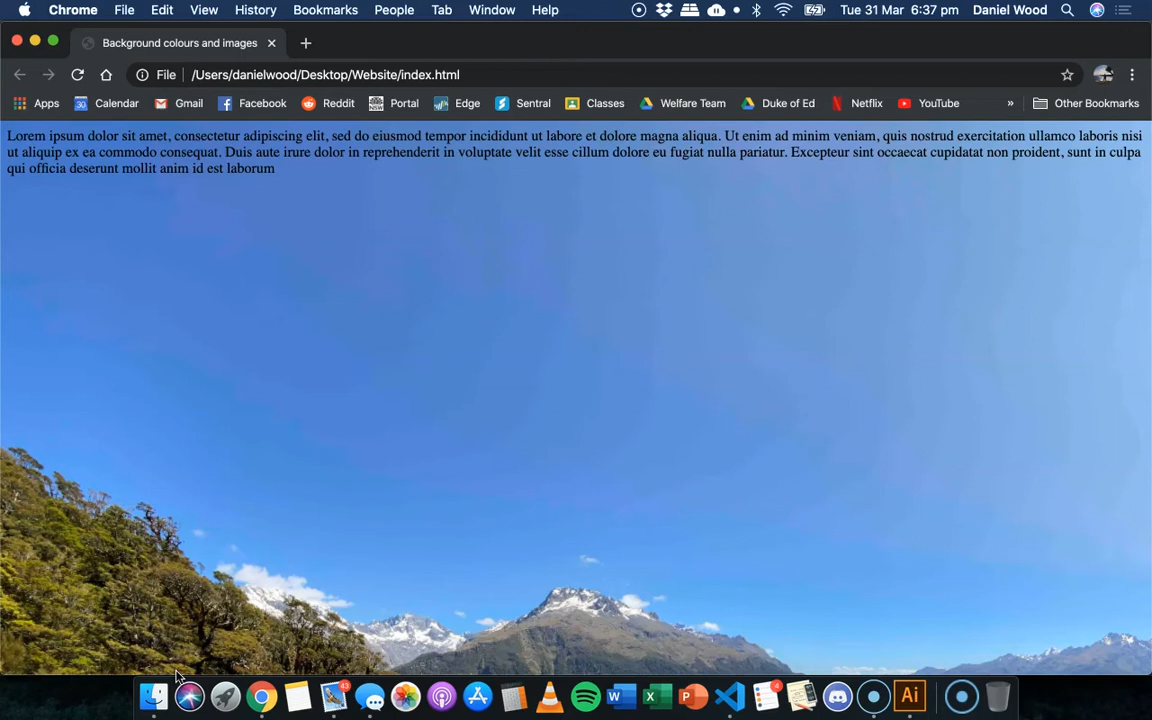 Chrome File Edit View History Bookmarks People Tab Window Help Tue 31 Mar 6:37 pm Daniel Wood
Background colours and images
File /Users/danielwood/Desktop/Website/index.html
Apps 30 Calendar Gmail Facebook Reddit NSW Portal Edge Sentral Classes Welfare Team Duke of Ed Netflix YouTube » Other Bookmarks
Lorem ipsum dolor sit amet, consectetur adipiscing elit, sed do eiusmod tempor incididunt ut labore et dolore magna aliqua. Ut enim ad minim veniam, quis nostrud exercitation ullamco laboris nisi
ut aliquip ex ea commodo consequat. Duis aute irure dolor in reprehenderit in voluptate velit esse cillum dolore eu fugiat nulla pariatur. Excepteur sint occaecat cupidatat non proident, sunt in culpa
qui officia deserunt mollit anim id est laborum
43 W X P 4 Ai